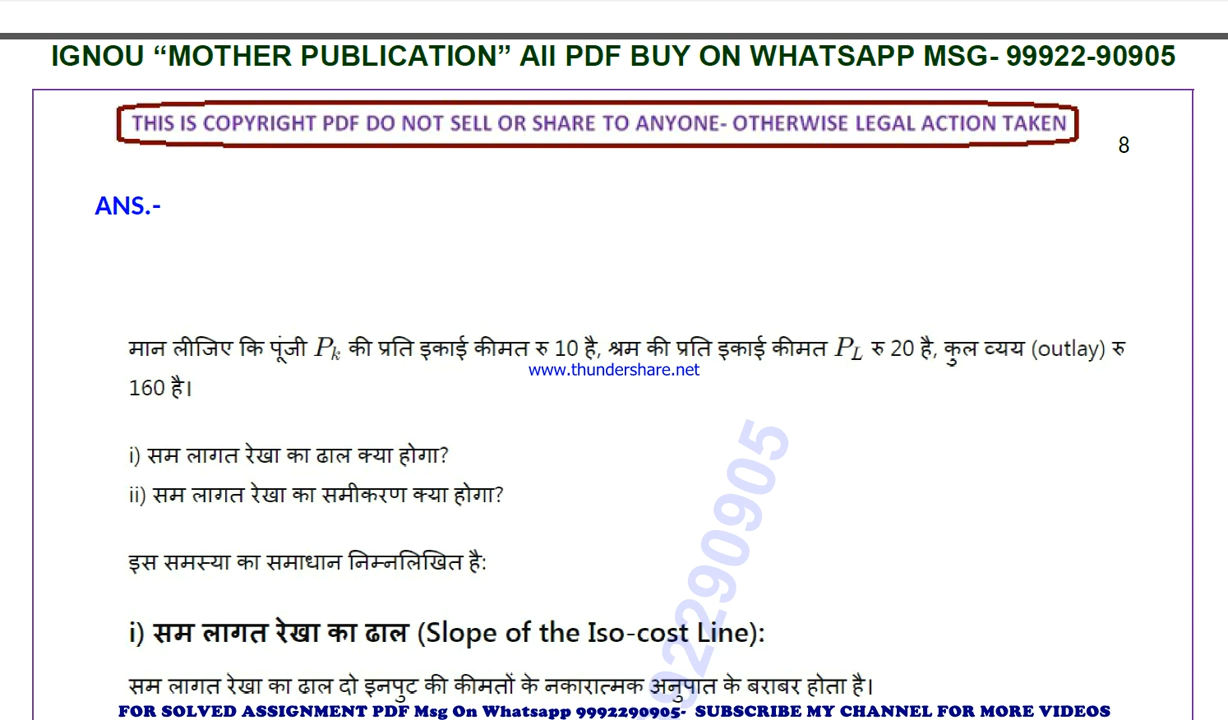 IGNOU “MOTHER PUBLICATION” All PDF BUY ON WHATSAPP MSG- 99922-90905
THIS IS COPYRIGHT PDF DO NOT SELL OR SHARE TO ANYONE- OTHERWISE LEGAL ACTION TAKEN
8
ANS.-
मान लीजिए कि पूंजी Pk की प्रति इकाई कीमत रु 10 है, श्रम की प्रति इकाई कीमत PL रु 20 है, कुल व्यय (outlay) रु
www.thundershare.net
160 है।
i) सम लागत रेखा का ढाल क्या होगा?
ii) सम लागत रेखा का समीकरण क्या होगा?
इस समस्या का समाधान निम्नलिखित है:
i) सम लागत रेखा का ढाल (Slope of the Iso-cost Line):
सम लागत रेखा का ढाल दो इनपुट की कीमतों के नकारात्मक अनुपात के बराबर होता है।
92290905
FOR SOLVED ASSIGNMENT PDF Msg On Whatsapp 9992290905- SUBSCRIBE MY CHANNEL FOR MORE VIDEOS